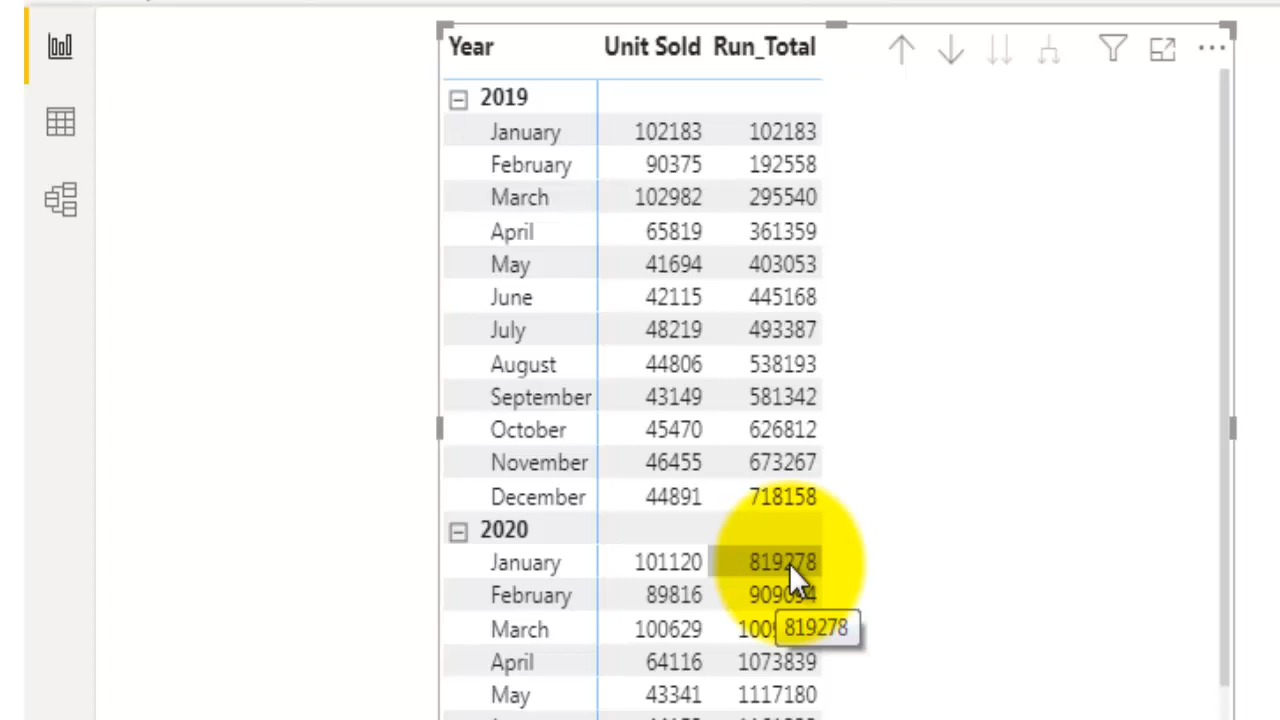 Year Unit Sold Run_Total
2019
January 102183 102183
February 90375 192558
March 102982 295540
April 65819 361359
May 41694 403053
June 42115 445168
July 48219 493387
August 44806 538193
September 43149 581342
October 45470 626812
November 46455 673267
December 44891 718158
2020
January 101120 819278
February 89816
March 100629
819278
April 64116 1073839
May 43341 1117180